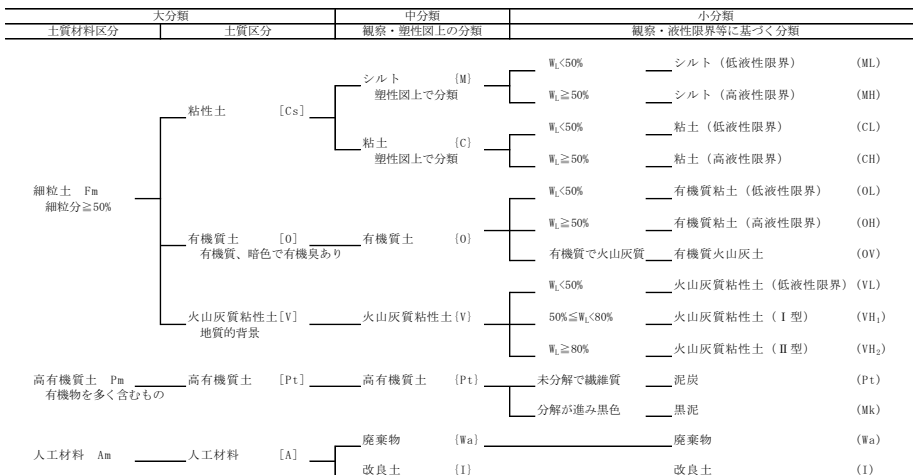 大分類 中分類 小分類
土質材料区分 土質区分 観察・塑性図上の分類 観察・液性限界等に基づく分類
W_L<50% シルト（低液性限界） (ML)
シルト {M}
塑性図上で分類
W_L≧50% シルト（高液性限界） (MH)
粘性土 [Cs]
W_L<50% 粘土（低液性限界） (CL)
粘土 {C}
塑性図上で分類
W_L≧50% 粘土（高液性限界） (CH)
細粒土 Fm
細粒分≧50%
W_L<50% 有機質粘土（低液性限界） (OL)
W_L≧50% 有機質粘土（高液性限界） (OH)
有機質土 [O] 有機質土 {O}
有機質、暗色で有機臭あり 有機質で火山灰質 有機質火山灰土 (OV)
W_L<50% 火山灰質粘性土（低液性限界） (VL)
火山灰質粘性土[V] 火山灰質粘性土{V} 50%≦W_L<80% 火山灰質粘性土（Ⅰ型） (VH₁)
地質的背景
W_L≧80% 火山灰質粘性土（Ⅱ型） (VH₂)
高有機質土 Pm 高有機質土 [Pt] 高有機質土 {Pt} 未分解で繊維質 泥炭 (Pt)
有機物を多く含むもの
分解が進み黒色 黒泥 (Mk)
廃棄物 {Wa} 廃棄物 (Wa)
人工材料 Am 人工材料 [A]
改良土 {I} 改良土 (I)